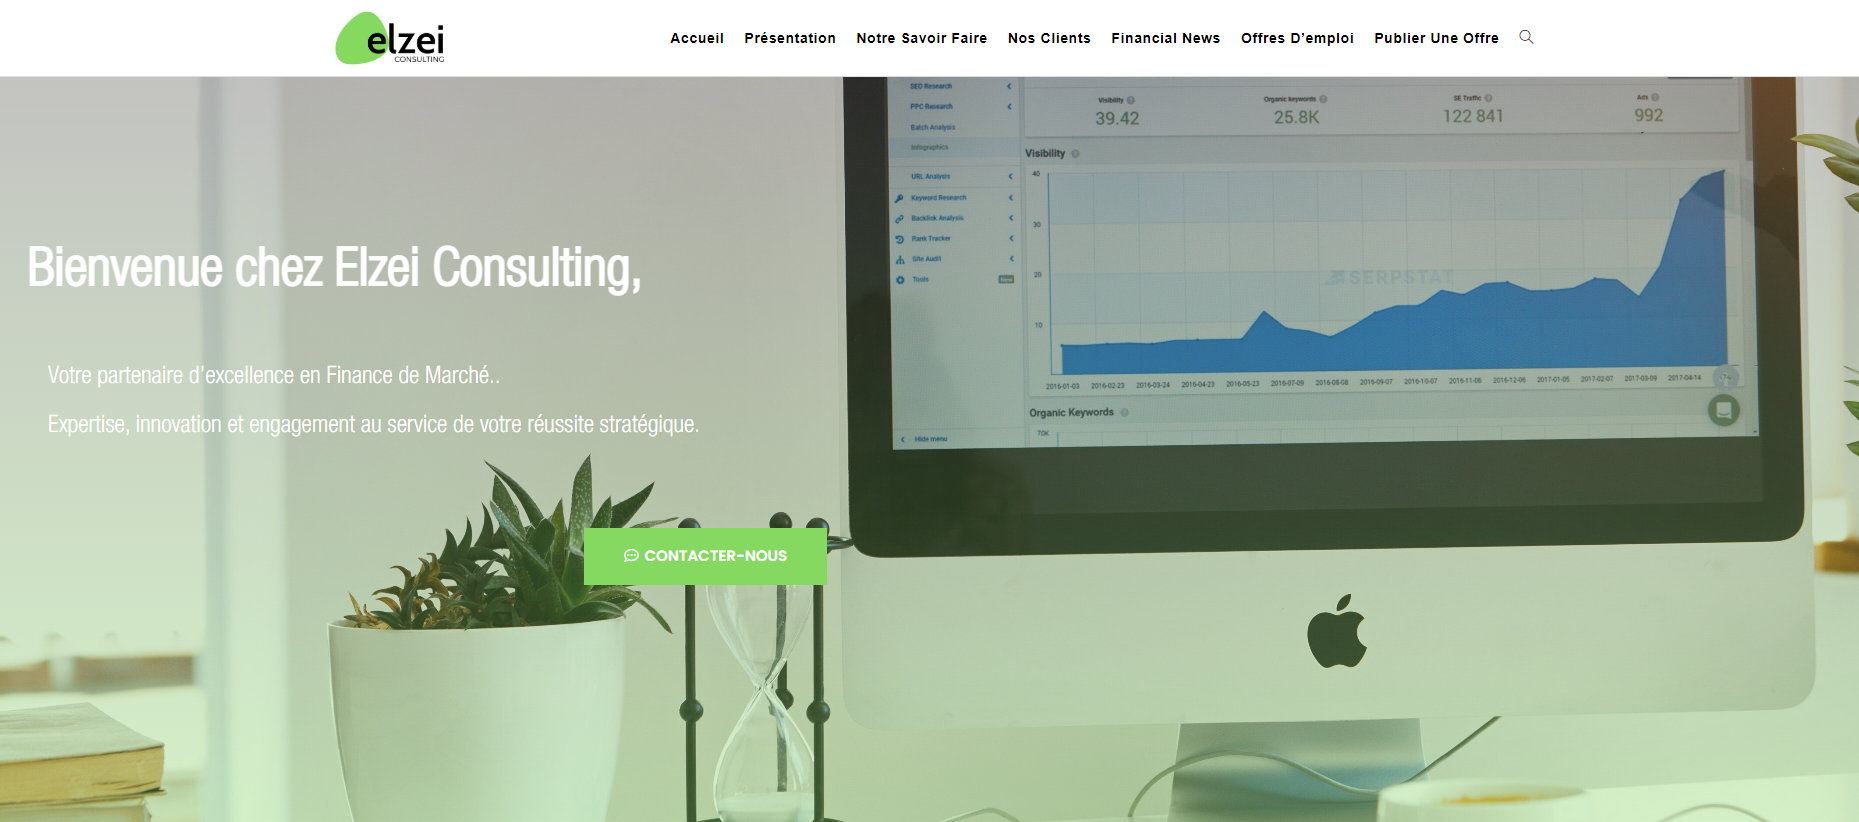 elzei
CONSULTING
Accueil Présentation Notre Savoir Faire Nos Clients Financial News Offres D’emploi Publier Une Offre
Bienvenue chez Elzei Consulting,
Votre partenaire d’excellence en Finance de Marché..
Expertise, innovation et engagement au service de votre réussite stratégique.
CONTACTER-NOUS
SEO Research
PPC Research
Batch Analysis
Infographics
URL Analysis
Keyword Research
Backlink Analysis
Rank Tracker
Site Audit
Tools New
Hide menu
Visibility Organic keywords SE Traffic Ads
39.42 25.8K 122 841 992
Visibility
40
30
20
10
SERPSTAT
2016-01-03 2016-02-23 2016-03-24 2016-04-23 2016-05-23 2016-07-09 2016-08-08 2016-09-07 2016-10-07 2016-11-06 2016-12-06 2017-01-05 2017-02-07 2017-03-09 2017-04-14
Organic Keywords
70K